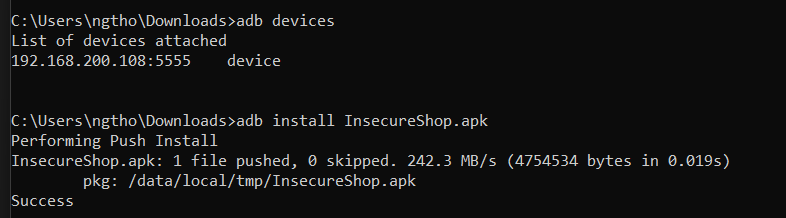 C:\Users\ngtho\Downloads>adb devices
List of devices attached
192.168.200.108:5555    device
C:\Users\ngtho\Downloads>adb install InsecureShop.apk
Performing Push Install
InsecureShop.apk: 1 file pushed, 0 skipped. 242.3 MB/s (4754534 bytes in 0.019s)
        pkg: /data/local/tmp/InsecureShop.apk
Success